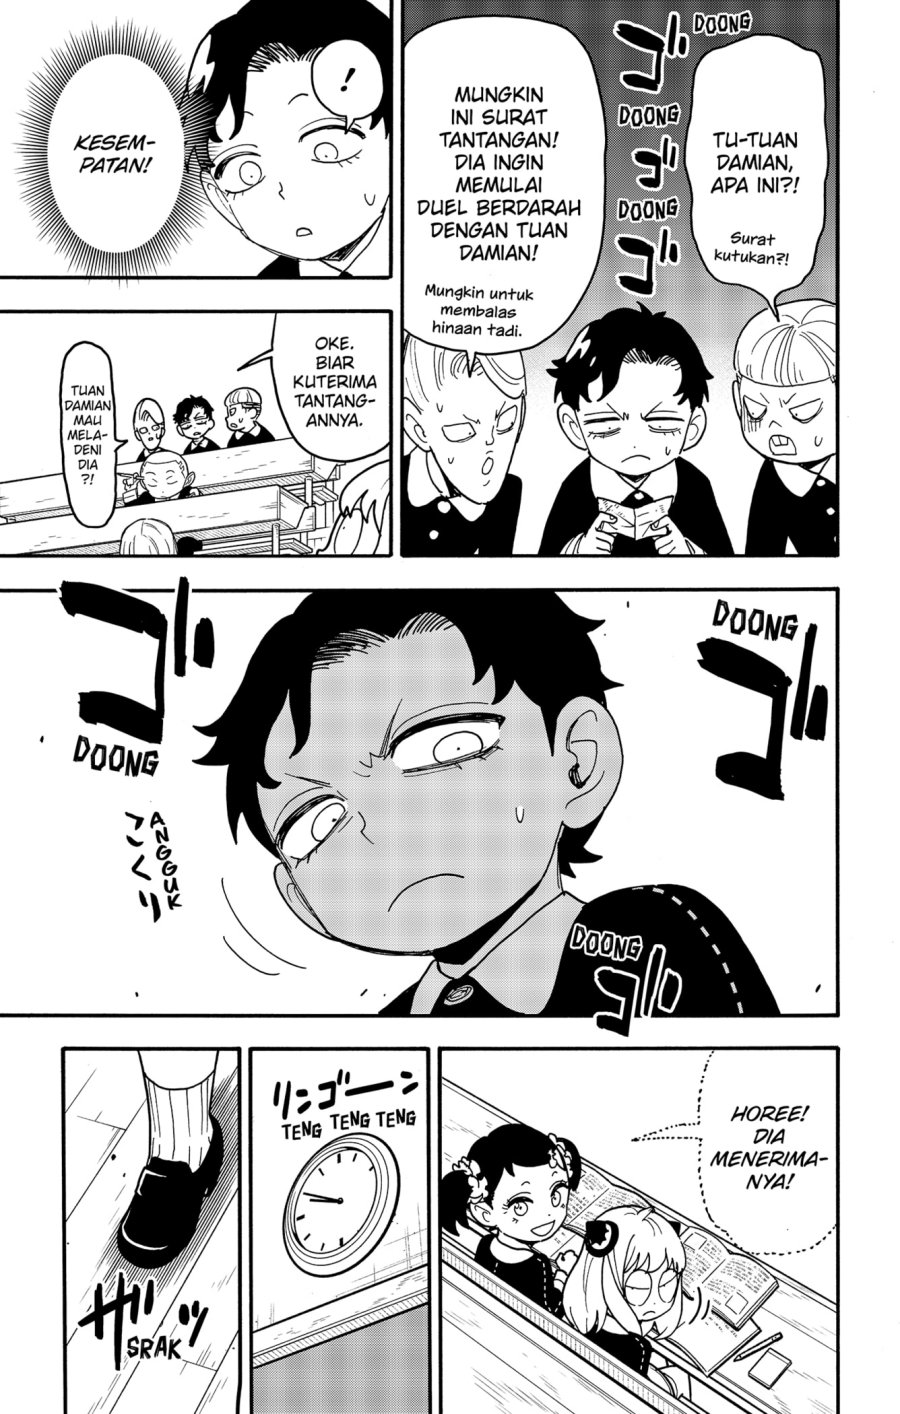 DOONG
ゴ
DOONG
ゴ
DOONG
ゴ
TU-TUAN
DAMIAN,
APA INI?!
Surat
kutukan?!
MUNGKIN
INI SURAT
TANTANGAN!
DIA INGIN
MEMULAI
DUEL BERDARAH
DENGAN TUAN
DAMIAN!
Mungkin untuk
membalas
hinaan tadi.
!
KESEM-
PATAN!
OKE.
BIAR
KUTERIMA
TANTANG-
ANNYA.
TUAN
DAMIAN
MAU
MELA-
DENI
DIA
?!
DOONG
ゴ
DOONG
ゴ
ANGGUK
こくり
DOONG
ゴ
HOREE!
DIA
MENERIMA-
NYA!
リンゴーン
TENG TENG TENG
ザッ
SRAK